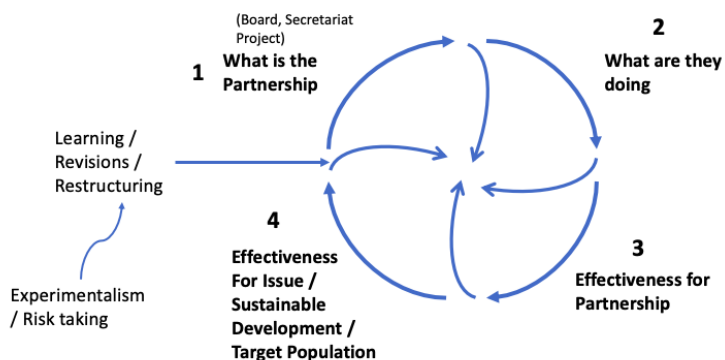 (Board, Secretariat
Project)
1
What is the
Partnership
2
What are they
doing
Learning /
Revisions /
Restructuring
4
Effectiveness
For Issue /
Sustainable
Development /
Target Population
3
Effectiveness for
Partnership
Experimentalism
/ Risk taking